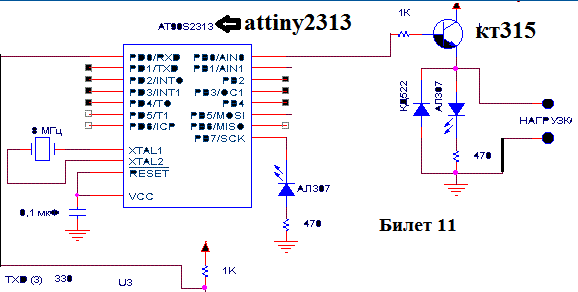 AT90S2313 attiny2313
1K
кт315
PD0/RXD PB0/AIN0
PD1/TXD PB1/AIN1
PD2/INT0 PB2
PD3/INT1 PB3/OC1
PD4/T0 PB4
PD5/T1 PB5/MOSI
PD6/ICP PB6/MISO
PB7/SCK
8 МГц
XTAL1
XTAL2
RESET
VCC
0,1 мкФ
КД522
АЛ307
НАГРУЗКА
470
АЛ307
470
Билет 11
1K
TXD (3) 330
U3